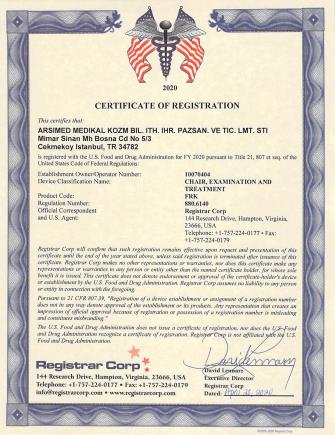 2020
CERTIFICATE OF REGISTRATION
This certifies that:
ARSIMED MEDIKAL KOZM BIL. ITH. IHR. PAZSAN. VE TIC. LMT. STI
Mimar Sinan Mh Bosna Cd No 5/3
Cekmekoy Istanbul, TR 34782
is registered with the U.S. Food and Drug Administration for FY 2020 pursuant to Title 21, 807 et seq. of the
United States Code of Federal Regulations:
Establishment Owner/Operator Number: 10070404
Device Classification Name: CHAIR, EXAMINATION AND
TREATMENT
Product Code: FRK
Regulation Number: 880.6140
Official Correspondent Registrar Corp
and U.S. Agent: 144 Research Drive, Hampton, Virginia,
23666, USA
Telephone: +1-757-224-0177 • Fax:
+1-757-224-0179
Registrar Corp will confirm that such registration remains effective upon request and presentation of this
certificate until the end of the year stated above, unless said registration is terminated after issuance of this
certificate. Registrar Corp makes no other representations or warranties, nor does this certificate make any
representations or warranties to any person or entity other than the named certificate holder, for whose sole
benefit it is issued. This certificate does not denote endorsement or approval of the certificate-holder's device
or establishment by the U.S. Food and Drug Administration. Registrar Corp assumes no liability to any person
or entity in connection with the foregoing.
Pursuant to 21 CFR 807.39, "Registration of a device establishment or assignment of a registration number
does not in any way denote approval of the establishment or its products. Any representation that creates an
impression of official approval because of registration or possession of a registration number is misleading
and constitutes misbranding."
The U.S. Food and Drug Administration does not issue a certificate of registration, nor does the U.S. Food
and Drug Administration recognize a certificate of registration. Registrar Corp is not affiliated with the U.S.
Food and Drug Administration.
Registrar Corp
144 Research Drive, Hampton, Virginia, 23666, USA
Telephone: +1-757-224-0177 • Fax: +1-757-224-0179
info@registrarcorp.com • www.registrarcorp.com
David Lennarz
Executive Director
Registrar Corp
Dated: 2020